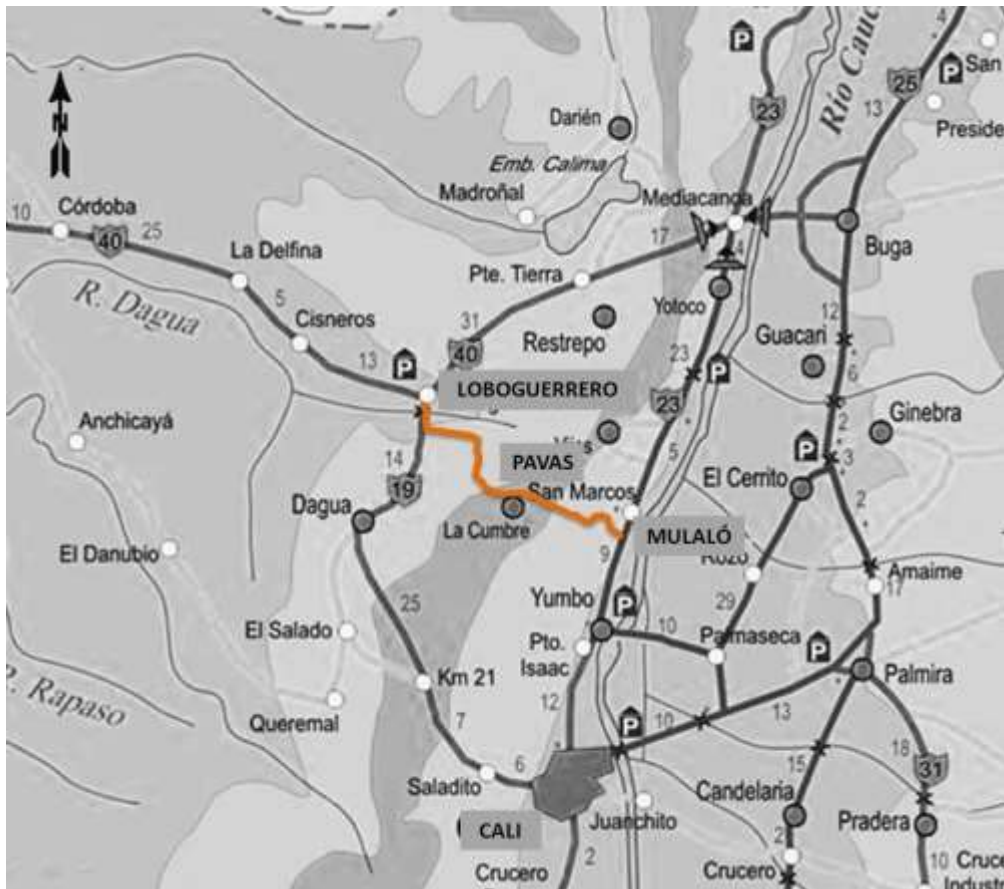 N
Río Cauca
4
San
25
13
Preside
23
Darién
Emb. Calima
Madroñal
Mediacanoa
17
4
Buga
10
Córdoba
40
25
La Delfina
Pte. Tierra
Yotoco
R. Dagua
5
Cisneros
31
40
Restrepo
12
Guacari
23
6
13
LOBOGUERRERO
23
2
Ginebra
Anchicayá
5
3
14
PAVAS
El Cerrito
2
19
San Marcos
Dagua
La Cumbre
MULALÓ
El Danubio
9
Rozo
Amaime
17
Yumbo
29
25
10
El Salado
Pto.
Isaac
Palmaseca
Km 21
Palmira
R. Rapaso
Queremal
12
10
13
7
18
31
6
15
Saladito
Candelaria
Juanchito
Pradera
CALI
2
2
10
Crucero
Crucero
Cruce
Indust